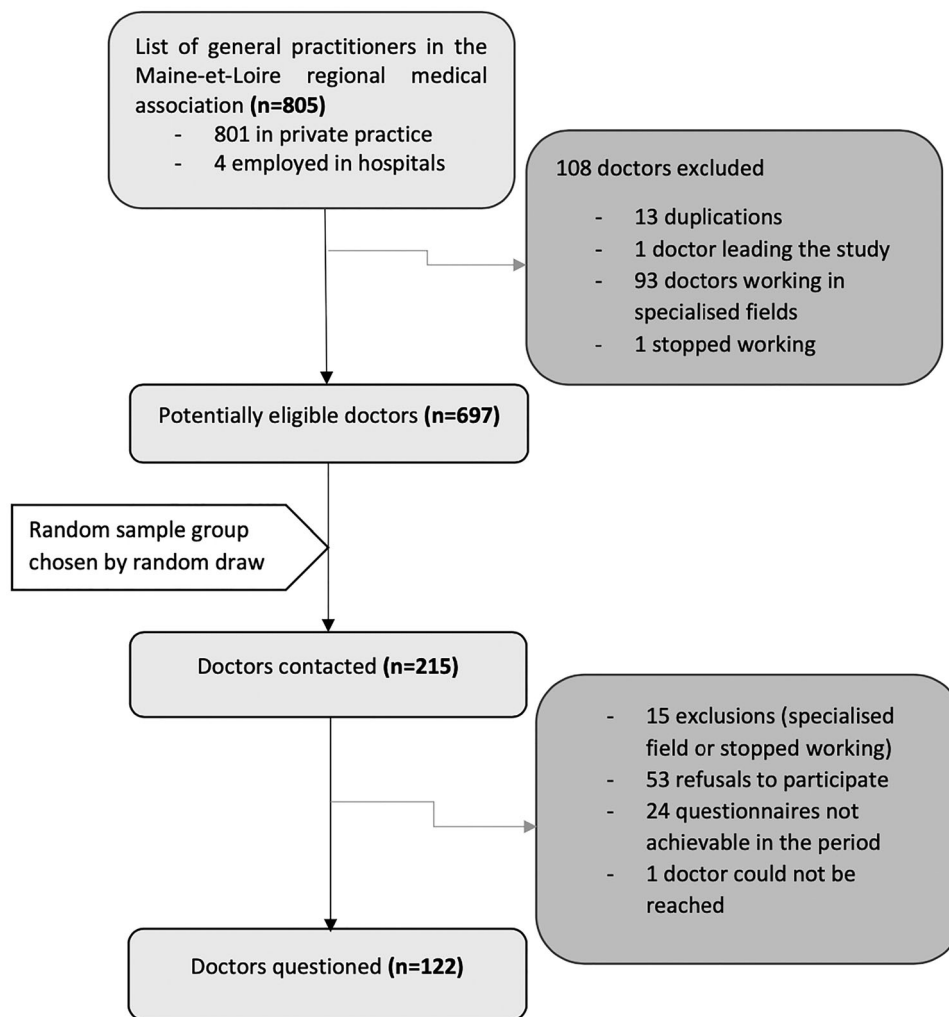 List of general practitioners in the
Maine-et-Loire regional medical
association (n=805)
- 801 in private practice
- 4 employed in hospitals
108 doctors excluded
- 13 duplications
- 1 doctor leading the study
- 93 doctors working in
specialised fields
- 1 stopped working
Potentially eligible doctors (n=697)
Random sample group
chosen by random draw
Doctors contacted (n=215)
- 15 exclusions (specialised
field or stopped working)
- 53 refusals to participate
- 24 questionnaires not
achievable in the period
- 1 doctor could not be
reached
Doctors questioned (n=122)